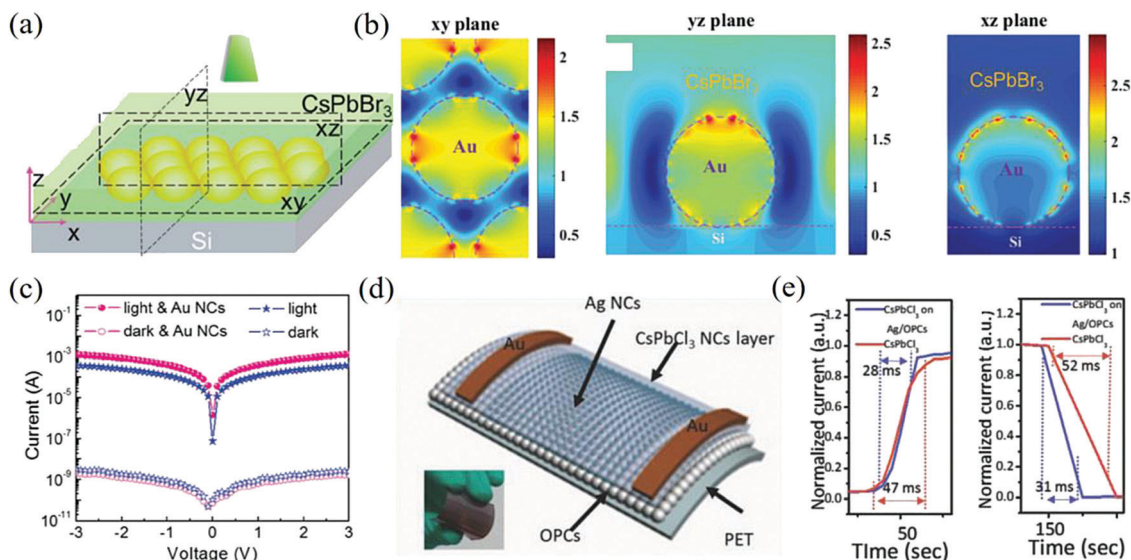 (a)
yz
CsPbBr3
xz
z
y
x
xy
Si
(b)
xy plane
Au
2
1.5
1
0.5
yz plane
CsPbBr3
Au
Si
2.5
2
1.5
1
0.5
xz plane
CsPbBr3
Au
Si
2.5
2
1.5
1
(c)
light & Au NCs
light
dark & Au NCs
dark
10-1
10-3
10-5
10-7
10-9
10-11
Current (A)
-3
-2
-1
0
1
2
3
Voltage (V)
(d)
Ag NCs
CsPbCl3 NCs layer
Au
Au
OPCs
PET
(e)
CsPbCl3 on
Ag/OPCs
CsPbCl3
1.0
0.8
0.6
0.4
0.2
0.0
Normalized current (a.u.)
28 ms
47 ms
50
TIme (sec)
CsPbCl3 on
Ag/OPCs
CsPbCl3
1.2
1.0
0.8
0.6
0.4
0.2
0.0
Normalized current (a.u.)
52 ms
31 ms
150
Time (sec)